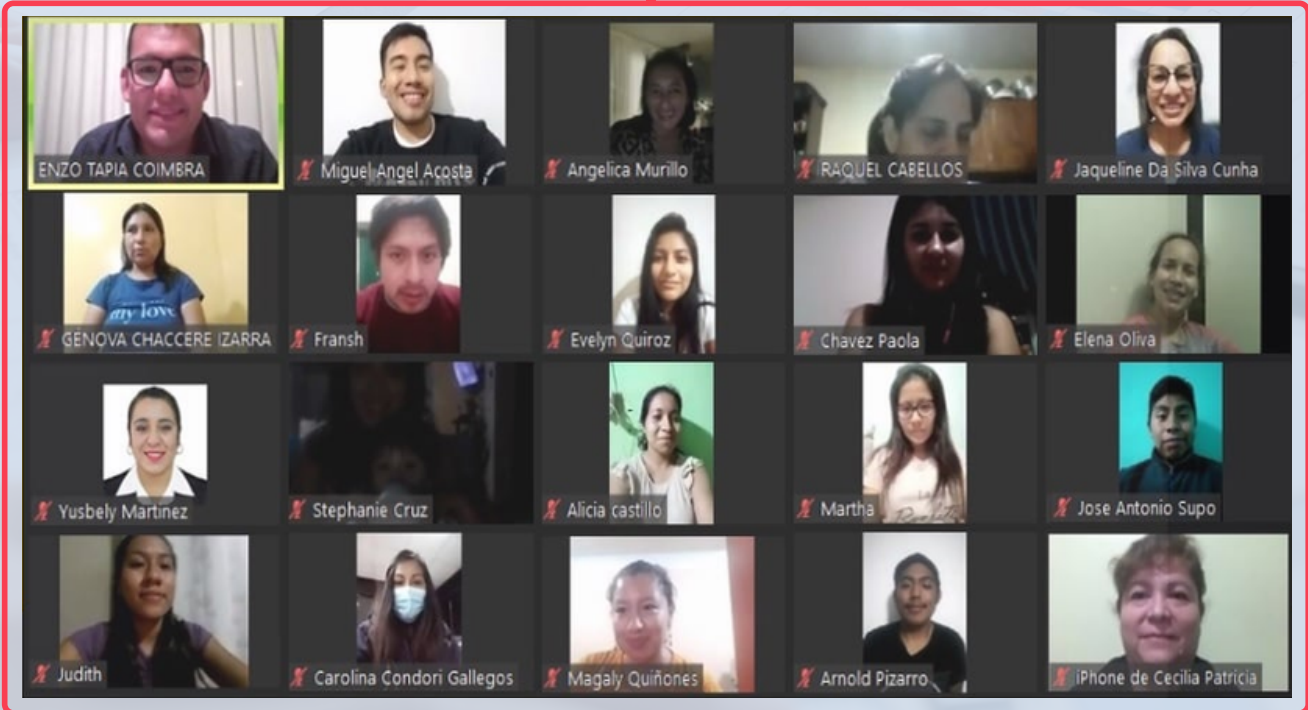 ENZO TAPIA COIMBRA
Miguel Angel Acosta
Angelica Murillo
RAQUEL CABELLOS
Jaqueline Da Silva Cunha
my love
GÉNOVA CHACCERE IZARRA
Fransh
Evelyn Quiroz
Chavez Paola
Elena Oliva
Yusbely Martinez
Stephanie Cruz
Alicia castillo
Martha
Jose Antonio Supo
Judith
Carolina Condori Gallegos
Magaly Quiñones
Arnold Pizarro
iPhone de Cecilia Patricia